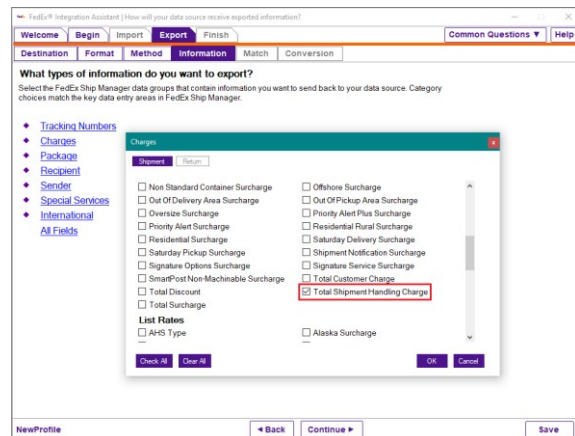 FedEx® Integration Assistant | How will your data source receive exported information?
Welcome Begin Import Export Finish Common Questions ▼ Help
Destination Format Method Information Match Conversion
What types of information do you want to export?
Select the FedEx Ship Manager data groups that contain information you want to send back to your data source. Category
choices match the key data entry areas in FedEx Ship Manager.
Tracking Numbers
Charges
Package
Recipient
Sender
Special Services
International
All Fields
Charges
Shipment Return
Non Standard Container Surcharge Offshore Surcharge
Out Of Delivery Area Surcharge Out Of Pickup Area Surcharge
Oversize Surcharge Priority Alert Plus Surcharge
Priority Alert Surcharge Residential Rural Surcharge
Residential Surcharge Saturday Delivery Surcharge
Saturday Pickup Surcharge Shipment Notification Surcharge
Signature Options Surcharge Signature Service Surcharge
SmartPost Non-Machinable Surcharge Total Customer Charge
Total Discount Total Shipment Handling Charge
Total Surcharge
List Rates
AHS Type Alaska Surcharge
Check All Clear All OK Cancel
NewProfile ◄ Back Continue ► Save